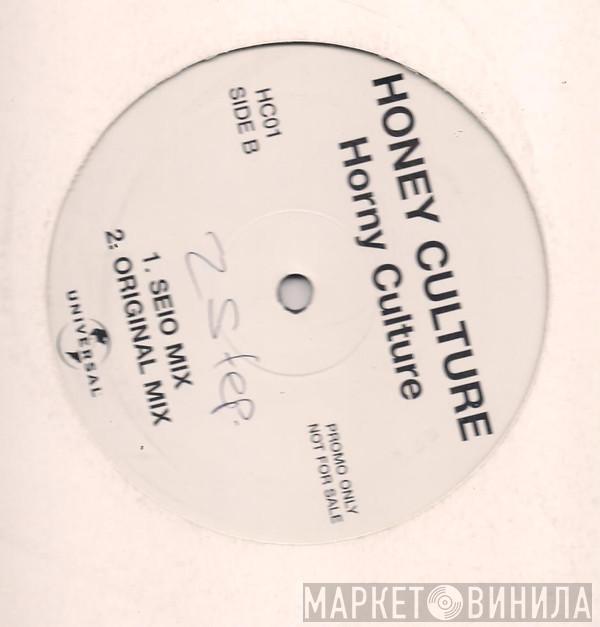 HONEY CULTURE
Horny Culture
HC01
SIDE B
PROMO ONLY
NOT FOR SALE
2 Step
1. SEIO MIX
2: ORIGINAL MIX
UNIVERSAL
МАРКЕТ ВИНИЛА